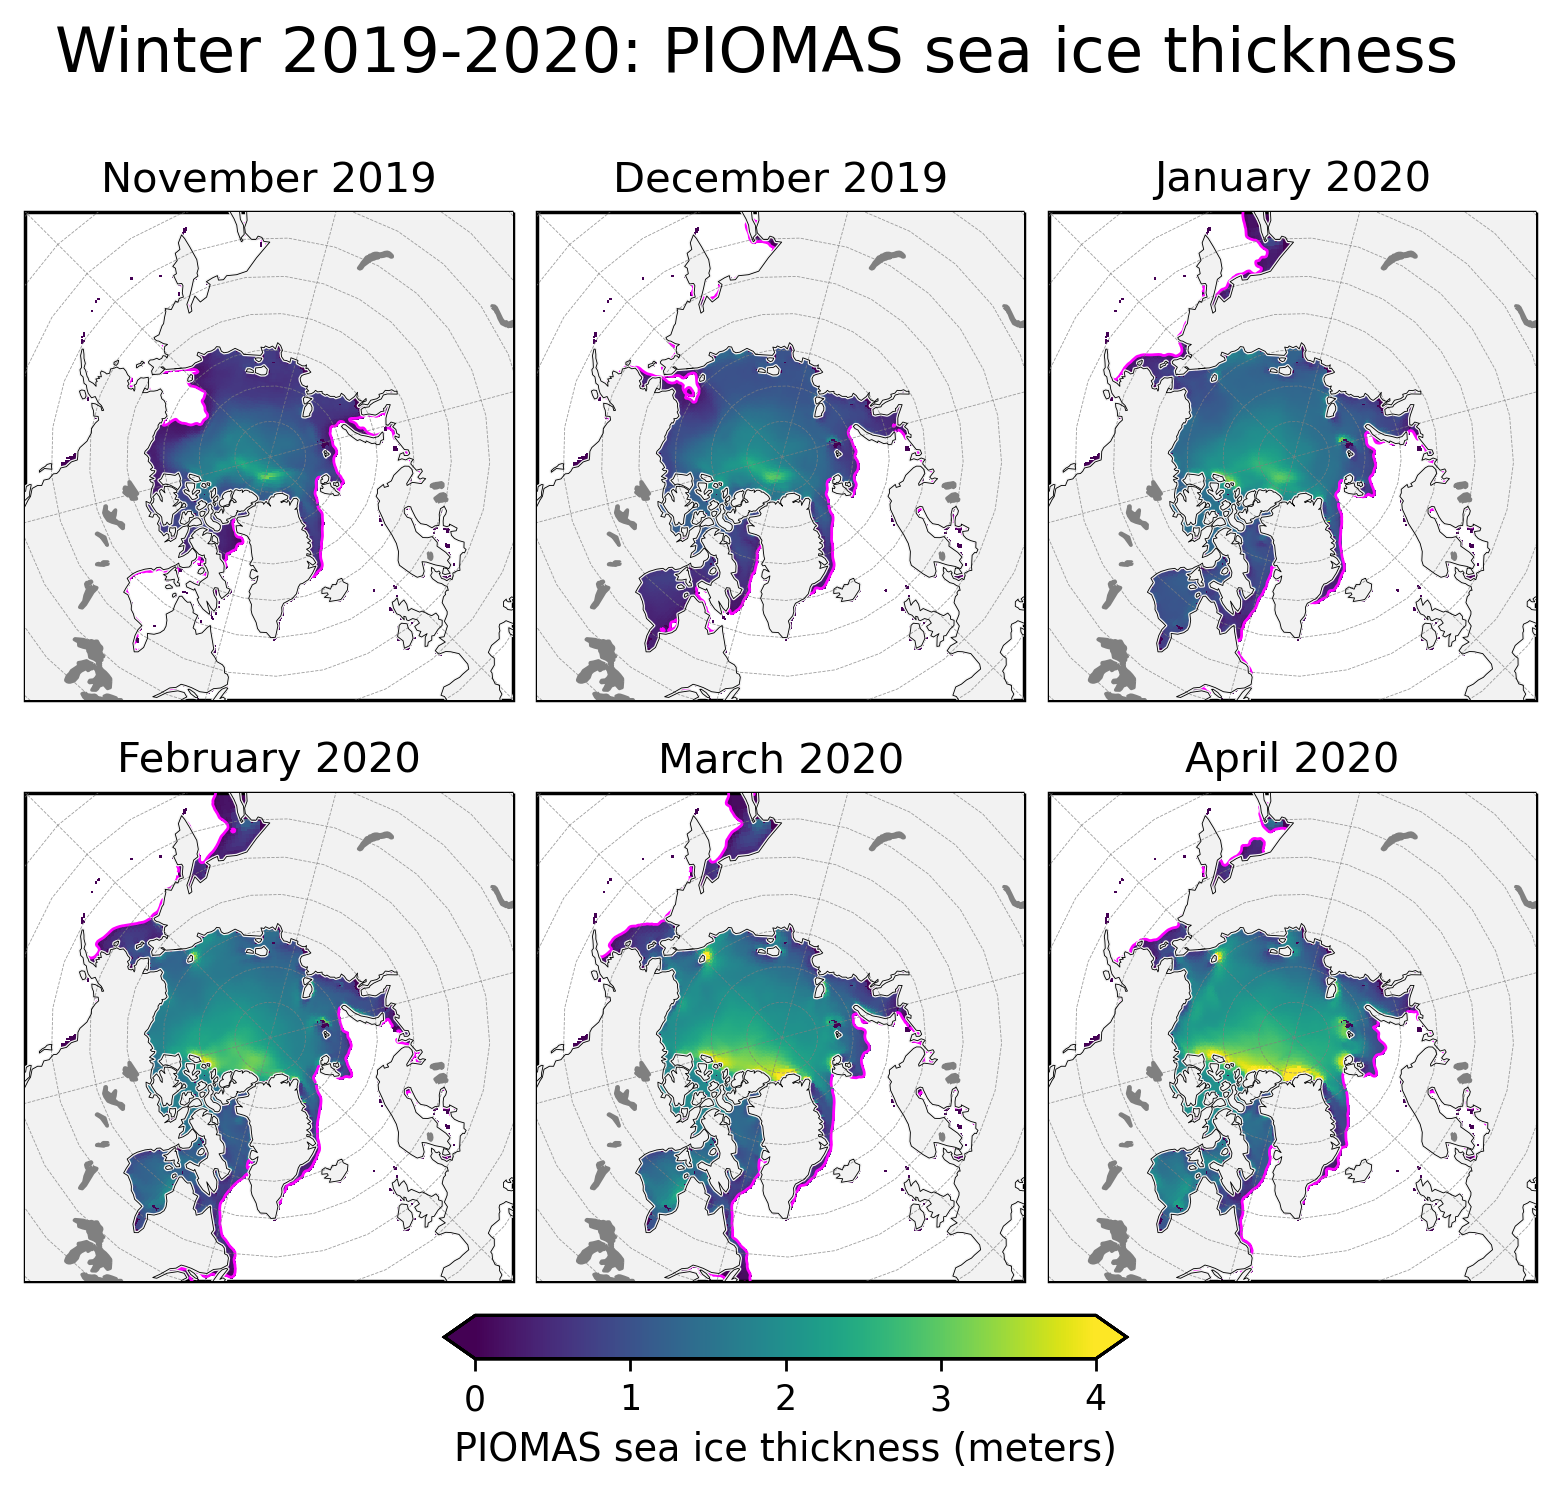 Winter 2019-2020: PIOMAS sea ice thickness
November 2019
December 2019
January 2020
February 2020
March 2020
April 2020
0 1 2 3 4
PIOMAS sea ice thickness (meters)